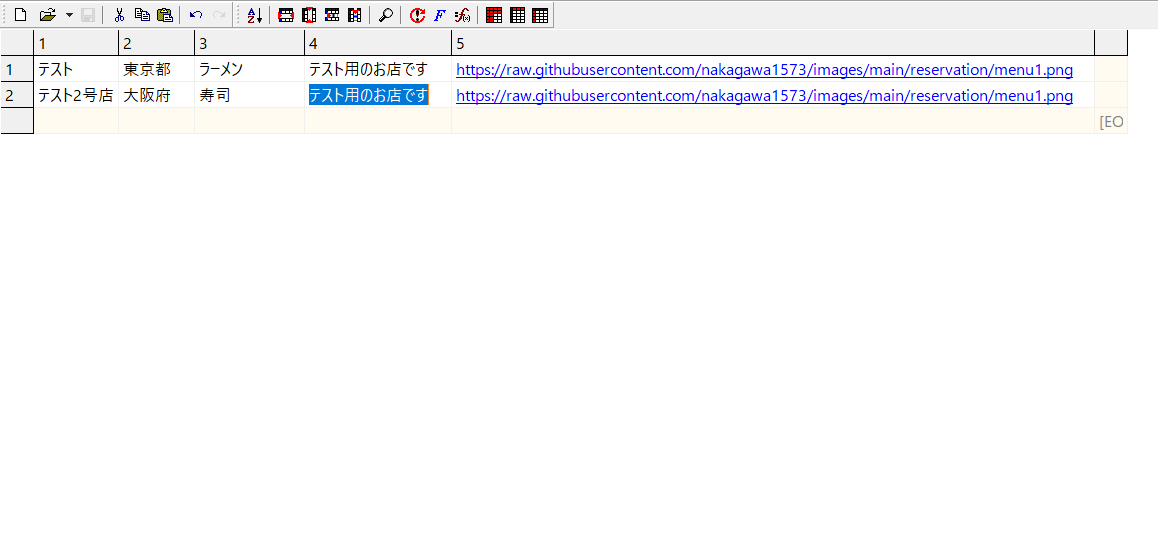 1 2 3 4 5
1 テスト 東京都 ラーメン テスト用のお店です https://raw.githubusercontent.com/nakagawa1573/images/main/reservation/menu1.png
2 テスト2号店 大阪府 寿司 テスト用のお店です https://raw.githubusercontent.com/nakagawa1573/images/main/reservation/menu1.png
[EO